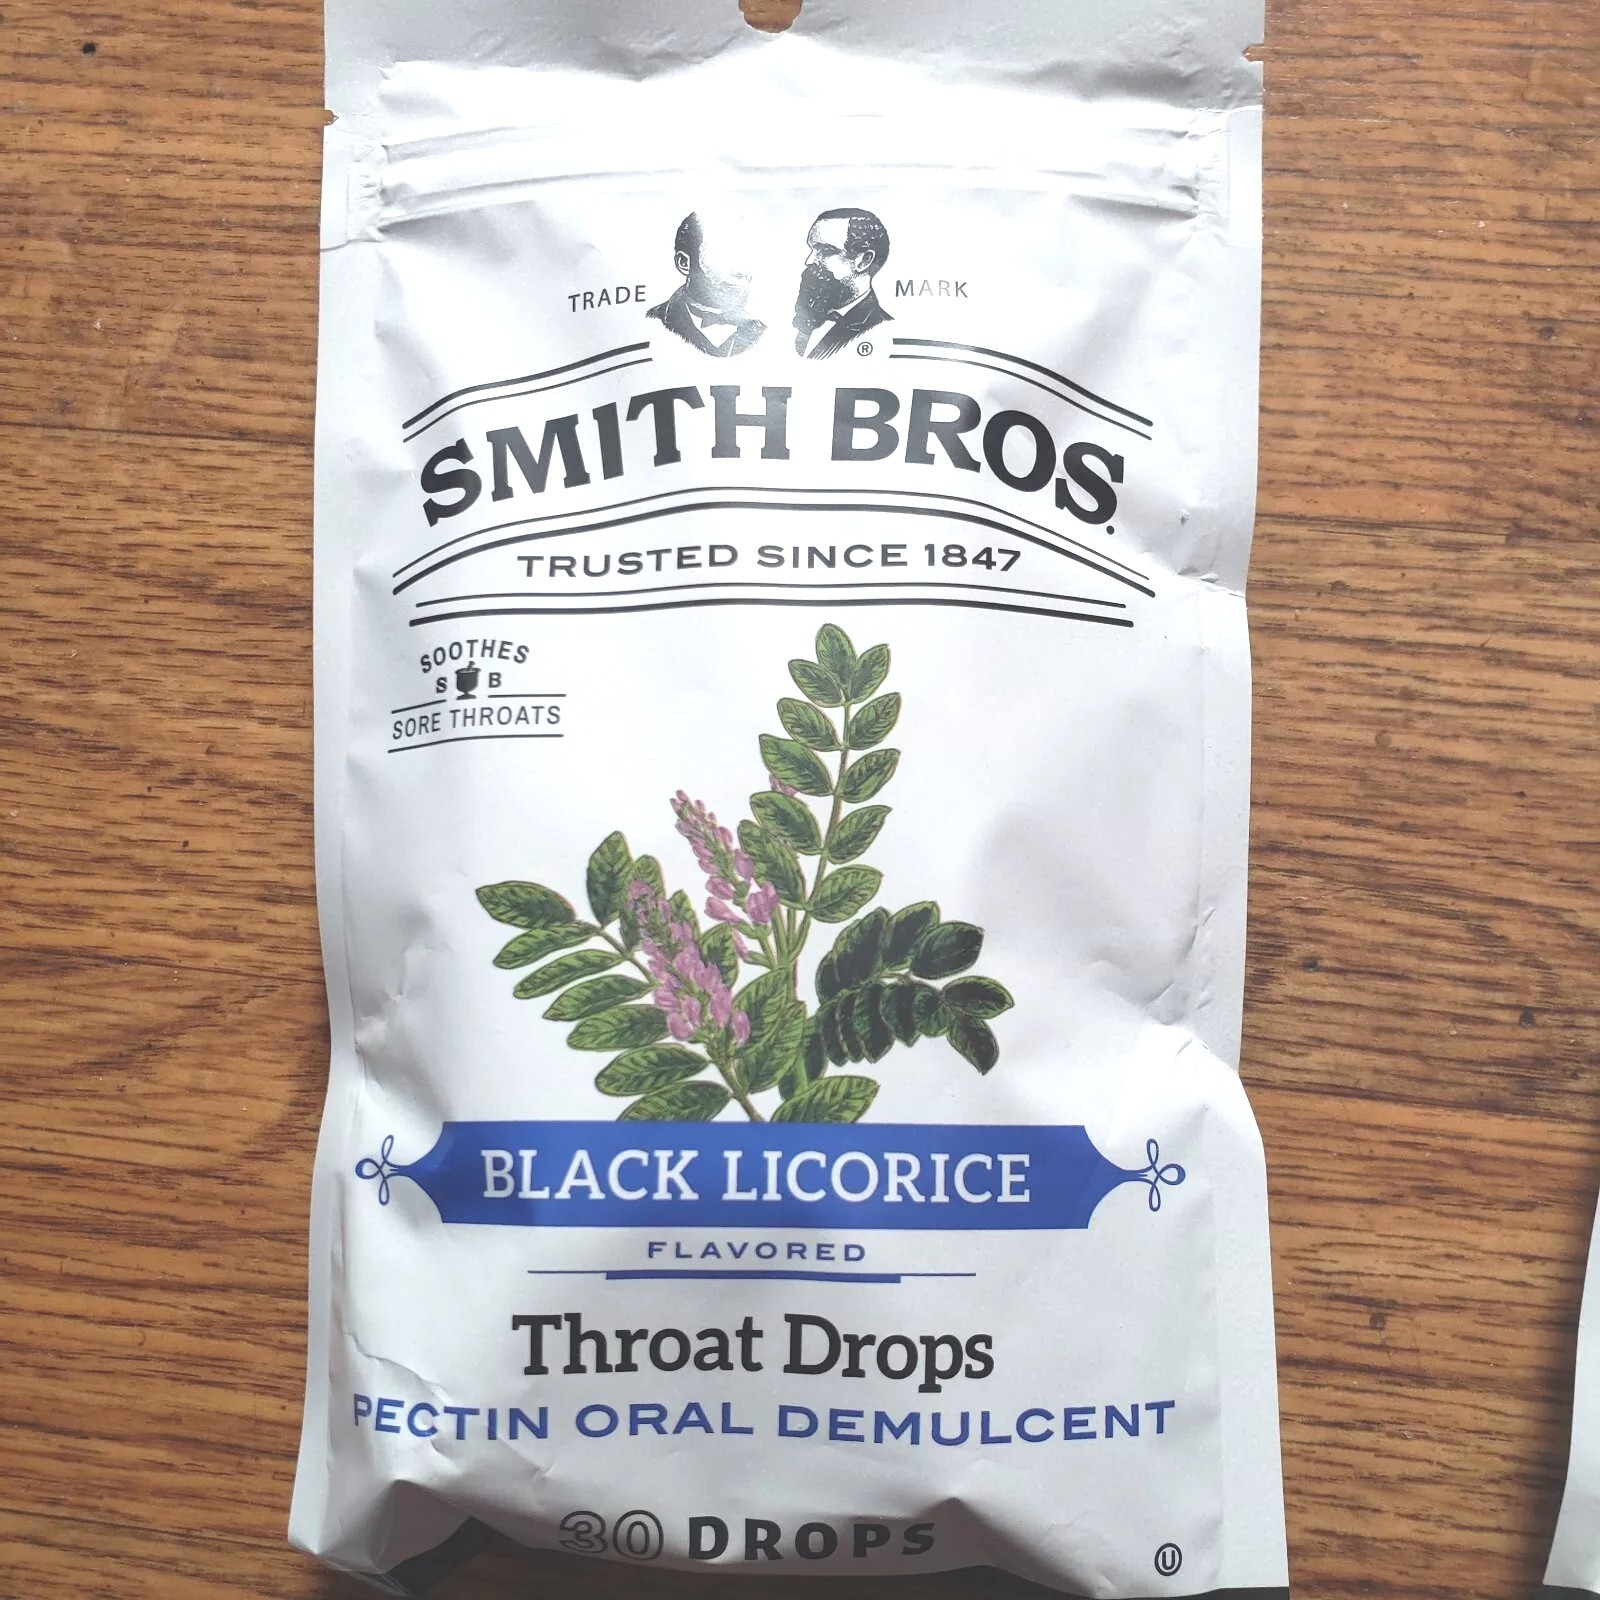 TRADE MARK
®
SMITH BROS.
TRUSTED SINCE 1847
SOOTHES
S B
SORE THROATS
BLACK LICORICE
FLAVORED
Throat Drops
PECTIN ORAL DEMULCENT
30 DROPS
U